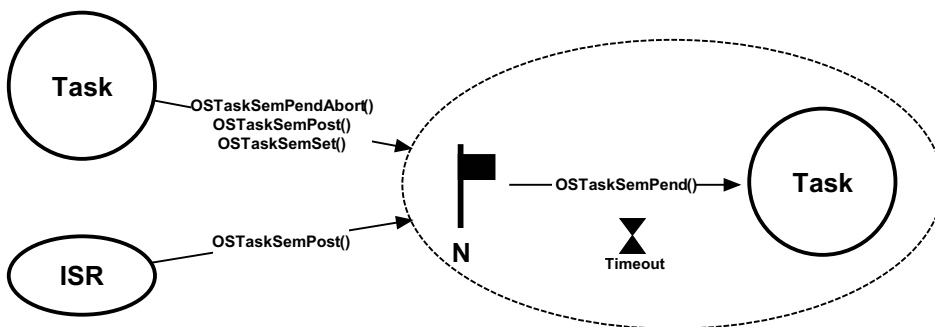 Task
OSTaskSemPendAbort()
OSTaskSemPost()
OSTaskSemSet()
OSTaskSemPend()
Task
N
Timeout
OSTaskSemPost()
ISR